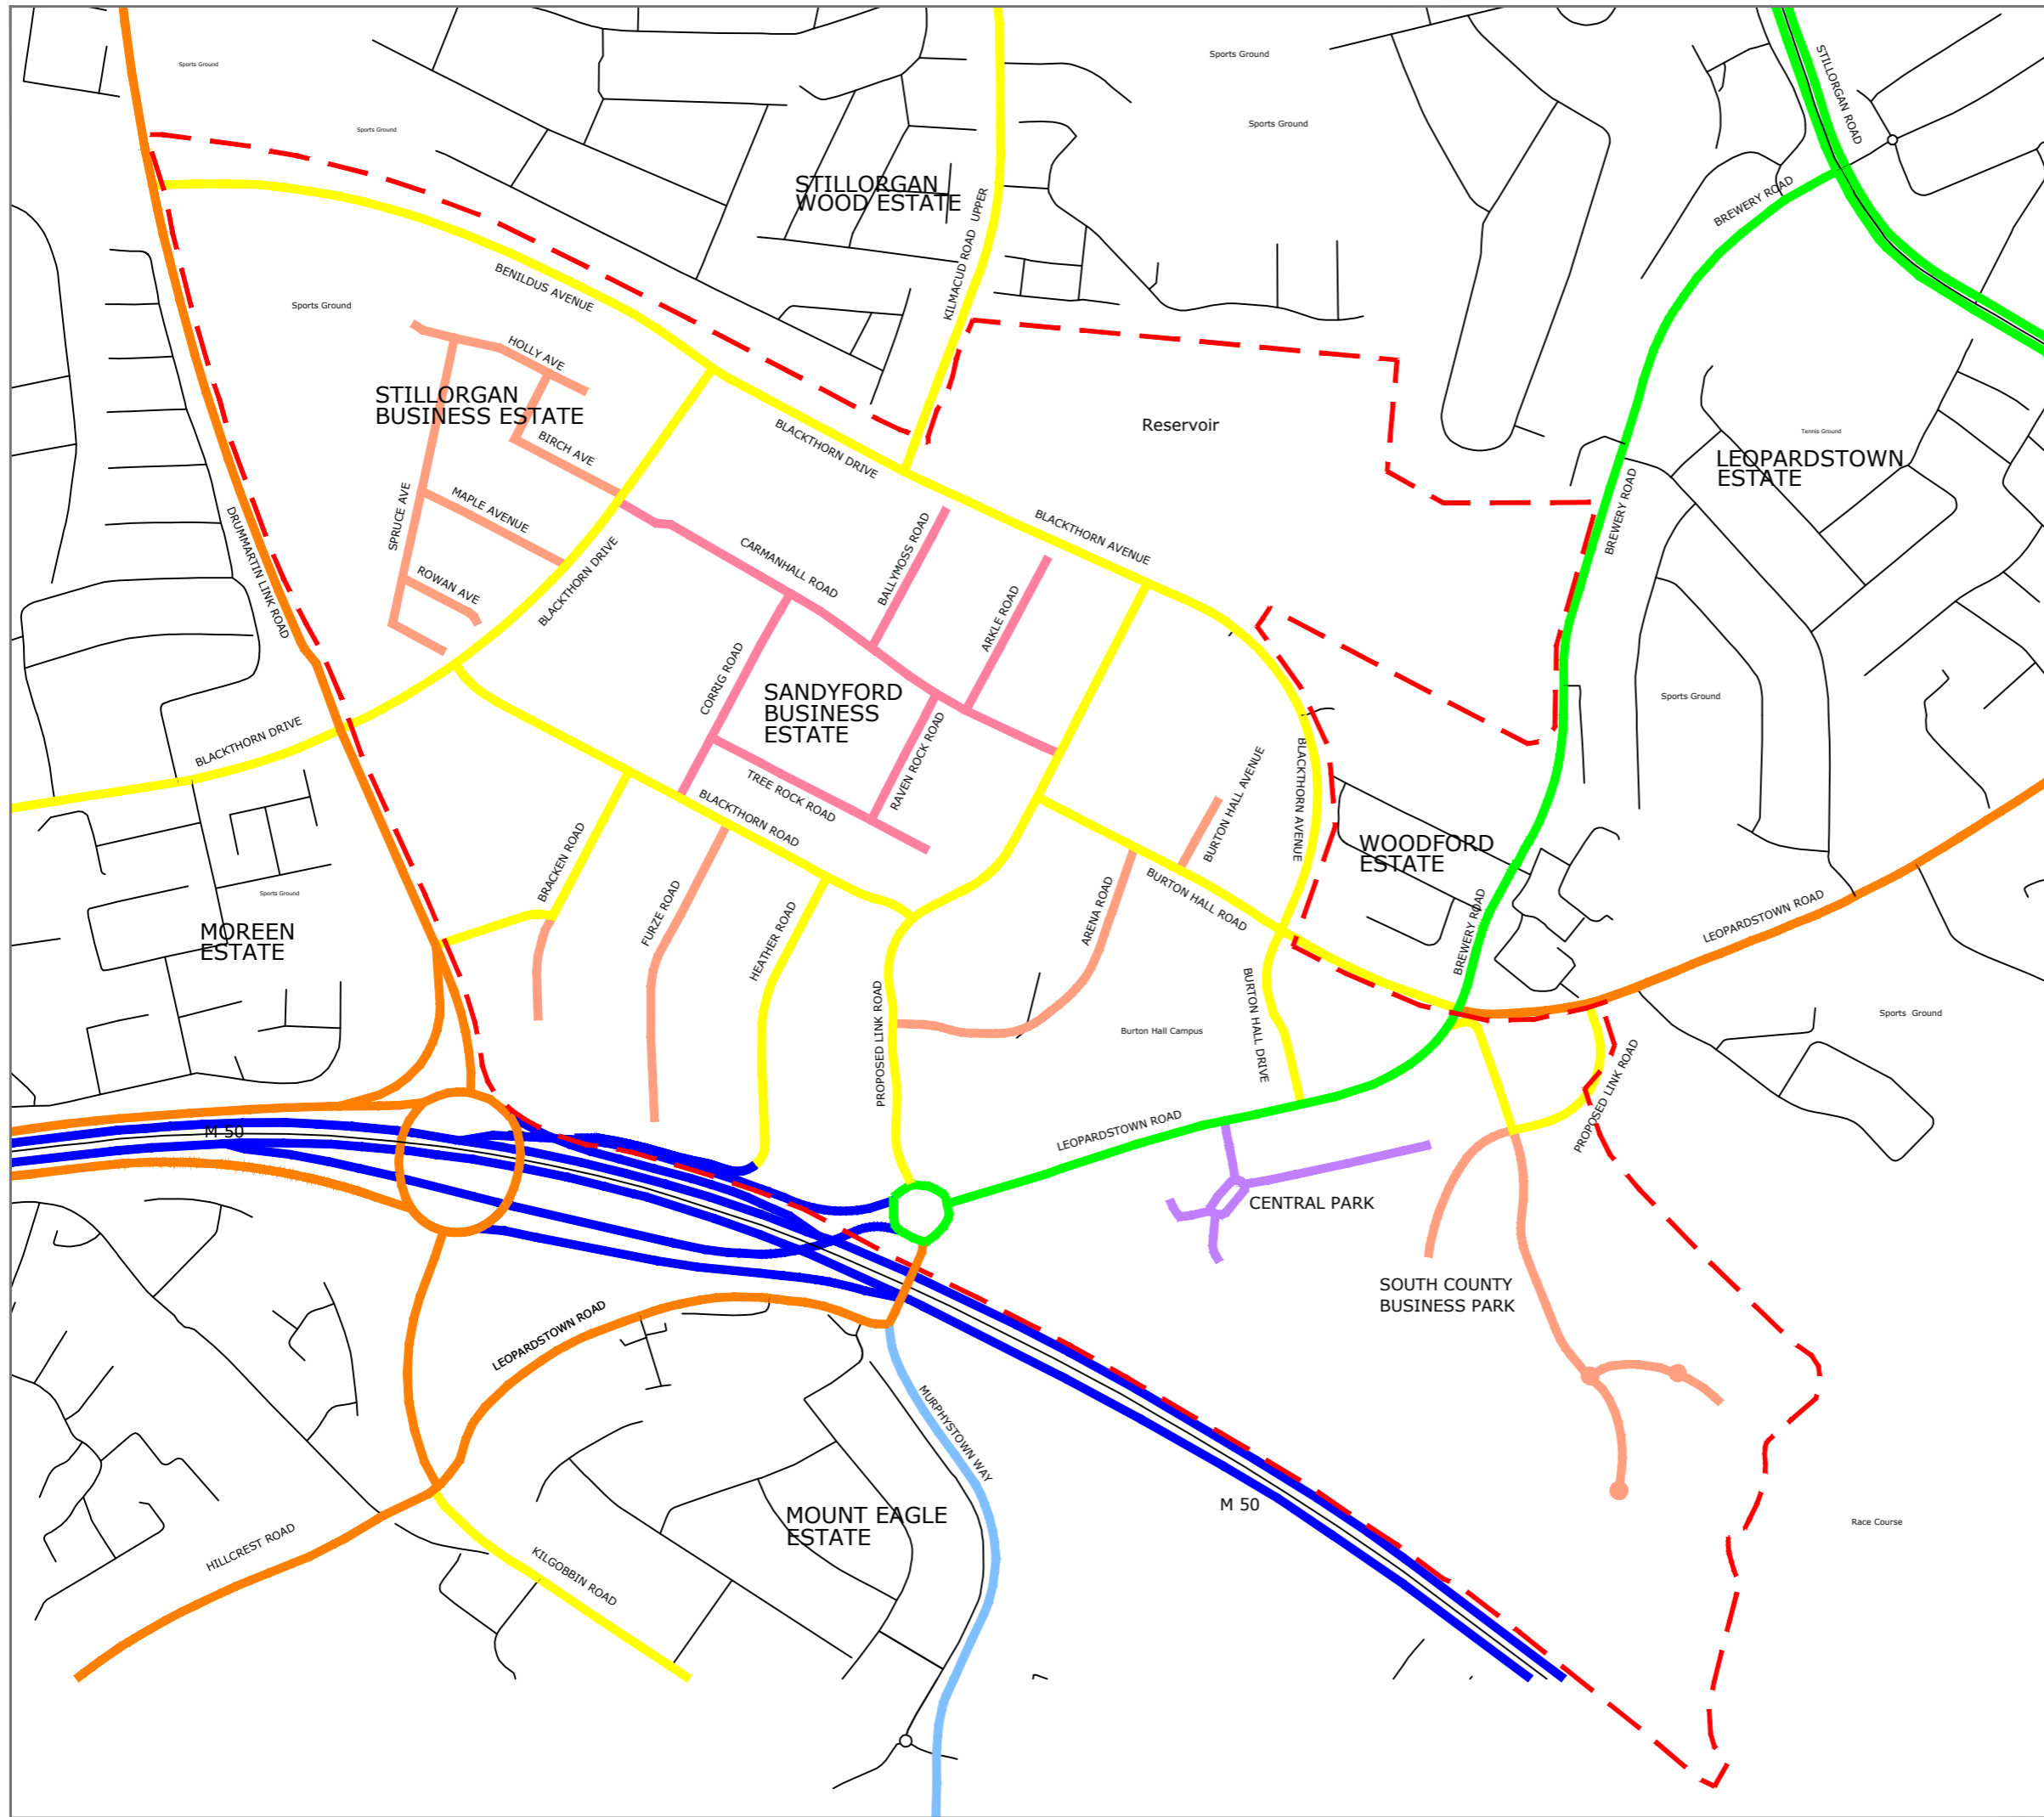 Sports Ground
Sports Ground
Sports Ground
Sports Ground
STILLORGAN ROAD
STILLORGAN
WOOD ESTATE
KILMACUD ROAD  UPPER
BREWERY ROAD
BENILDUS AVENUE
Sports Ground
HOLLY AVE
STILLORGAN
BUSINESS ESTATE
BIRCH AVE
BLACKTHORN DRIVE
Reservoir
Tennis Ground
LEOPARDSTOWN
ESTATE
MAPLE AVENUE
SPRUCE AVE
ROWAN AVE
DRUMMARTIN LINK ROAD
BLACKTHORN DRIVE
CARMANHALL ROAD
BALLYMOSS ROAD
BLACKTHORN AVENUE
BREWERY ROAD
ARKLE ROAD
CORRIG ROAD
SANDYFORD
BUSINESS
ESTATE
Sports Ground
BLACKTHORN DRIVE
RAVEN ROCK ROAD
TREE ROCK ROAD
BLACKTHORN ROAD
BURTON HALL AVENUE
BLACKTHORN AVENUE
WOODFORD
ESTATE
BRACKEN ROAD
FURZE ROAD
HEATHER ROAD
ARENA ROAD
BURTON HALL ROAD
BREWERY ROAD
LEOPARDSTOWN ROAD
Sports Ground
MOREEN
ESTATE
PROPOSED LINK ROAD
Burton Hall Campus
BURTON HALL DRIVE
Sports  Ground
PROPOSED LINK ROAD
LEOPARDSTOWN ROAD
M 50
CENTRAL PARK
SOUTH COUNTY
BUSINESS PARK
LEOPARDSTOWN ROAD
MURPHYSTOWN WAY
M 50
MOUNT EAGLE
ESTATE
Race Course
HILLCREST ROAD
KILGOBBIN ROAD